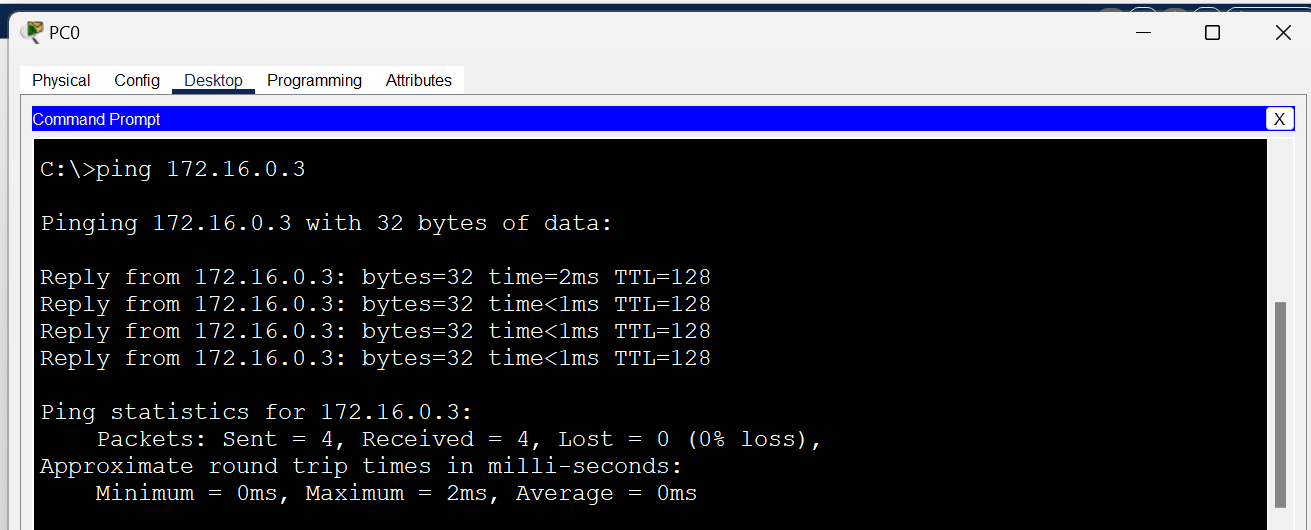 PC0
Physical Config Desktop Programming Attributes
Command Prompt X
C:\>ping 172.16.0.3
Pinging 172.16.0.3 with 32 bytes of data:
Reply from 172.16.0.3: bytes=32 time=2ms TTL=128
Reply from 172.16.0.3: bytes=32 time<1ms TTL=128
Reply from 172.16.0.3: bytes=32 time<1ms TTL=128
Reply from 172.16.0.3: bytes=32 time<1ms TTL=128
Ping statistics for 172.16.0.3:
    Packets: Sent = 4, Received = 4, Lost = 0 (0% loss),
Approximate round trip times in milli-seconds:
    Minimum = 0ms, Maximum = 2ms, Average = 0ms